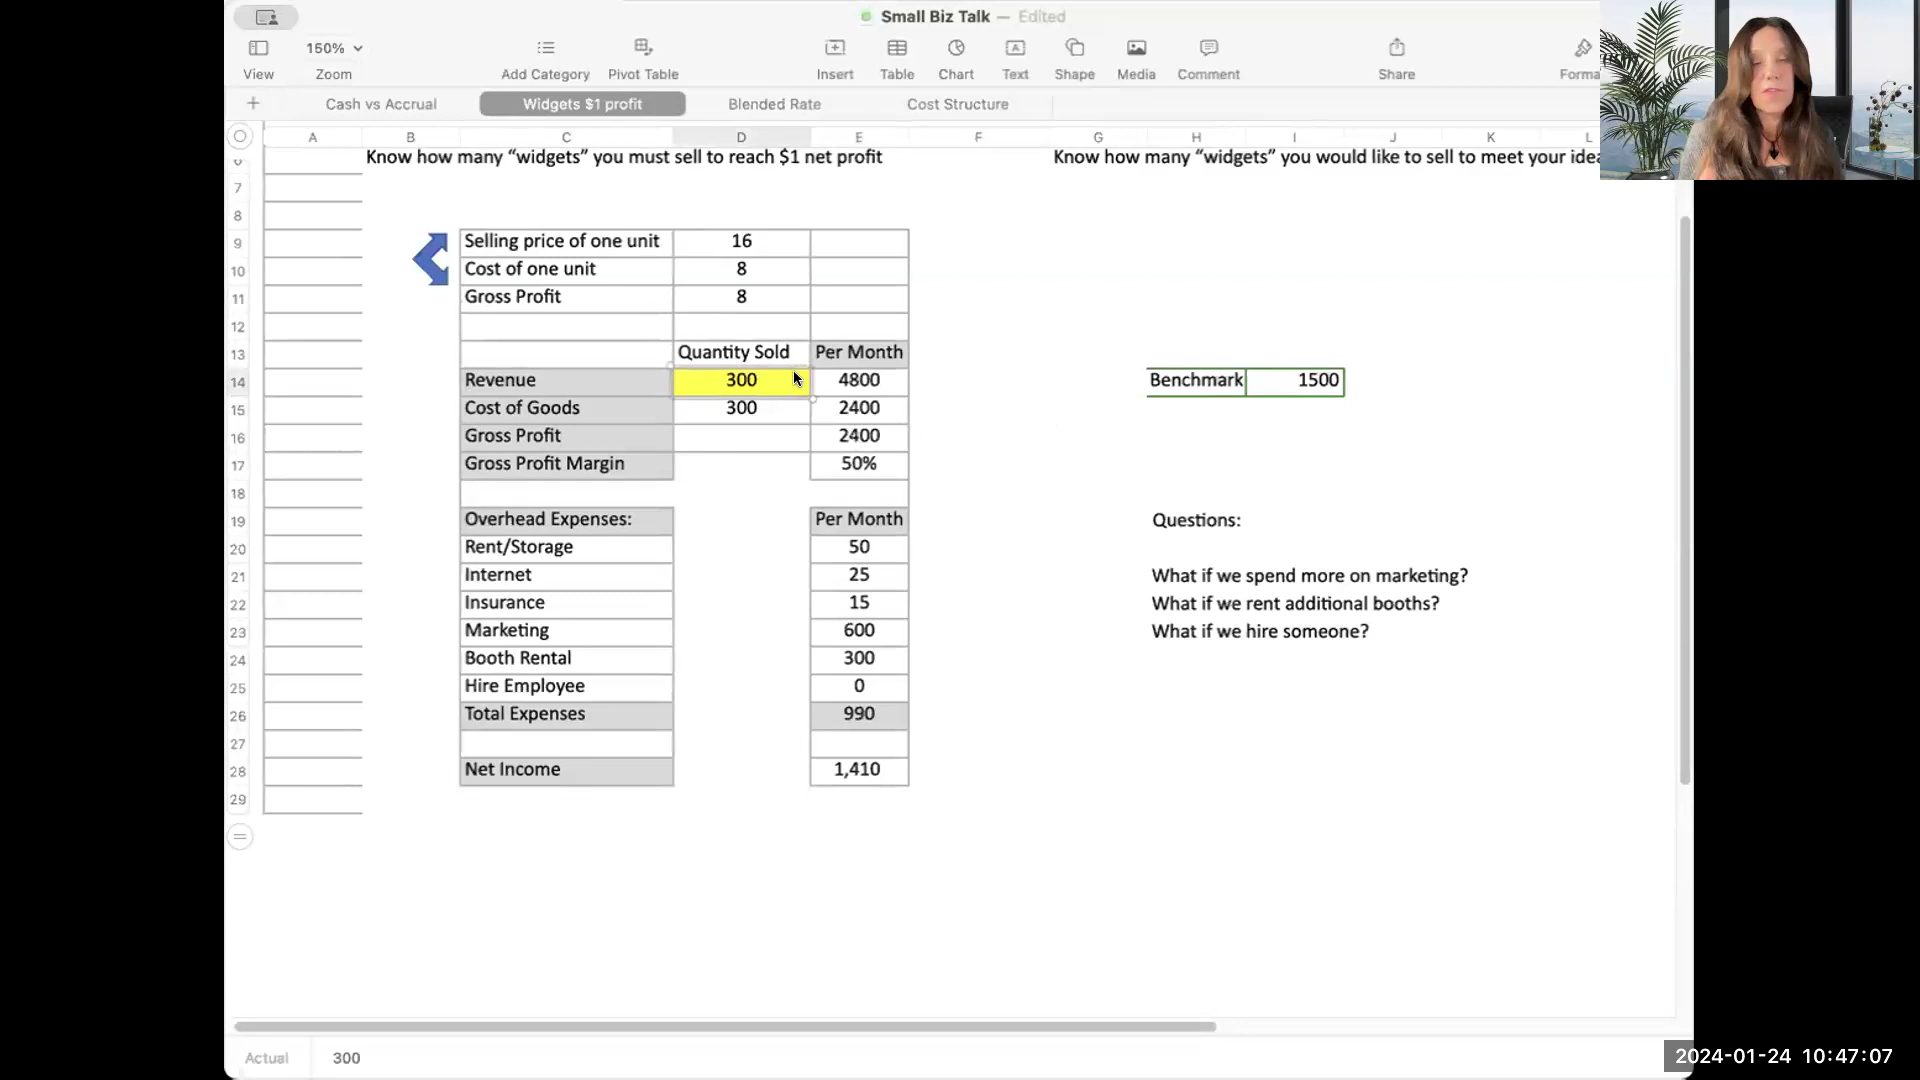 Small Biz Talk — Edited
150%
View Zoom Add Category Pivot Table Insert Table Chart Text Shape Media Comment Share
Cash vs Accrual Widgets $1 profit Blended Rate Cost Structure
A B C D E F G H I J K L
Know how many “widgets” you must sell to reach $1 net profit Know how many “widgets” you would like to sell to meet your
7
8
9 Selling price of one unit 16
10 Cost of one unit 8
11 Gross Profit 8
12
13 Quantity Sold Per Month
14 Revenue 300 4800 Benchmark 1500
15 Cost of Goods 300 2400
16 Gross Profit 2400
17 Gross Profit Margin 50%
18
19 Overhead Expenses: Per Month Questions:
20 Rent/Storage 50
21 Internet 25 What if we spend more on marketing?
22 Insurance 15 What if we rent additional booths?
23 Marketing 600 What if we hire someone?
24 Booth Rental 300
25 Hire Employee 0
26 Total Expenses 990
27
28 Net Income 1,410
29
Actual 300
2024-01-24 10:47:07